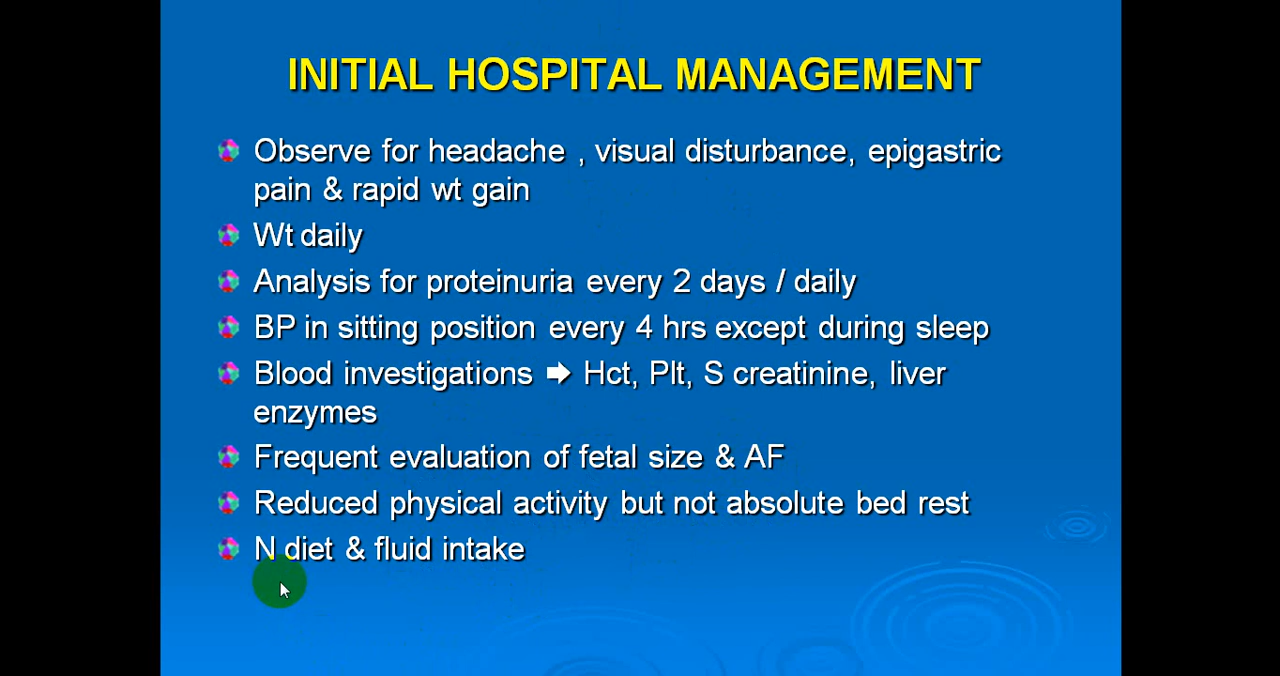 INITIAL HOSPITAL MANAGEMENT
Observe for headache , visual disturbance, epigastric
pain & rapid wt gain
Wt daily
Analysis for proteinuria every 2 days / daily
BP in sitting position every 4 hrs except during sleep
Blood investigations ➡ Hct, Plt, S creatinine, liver
enzymes
Frequent evaluation of fetal size & AF
Reduced physical activity but not absolute bed rest
N diet & fluid intake